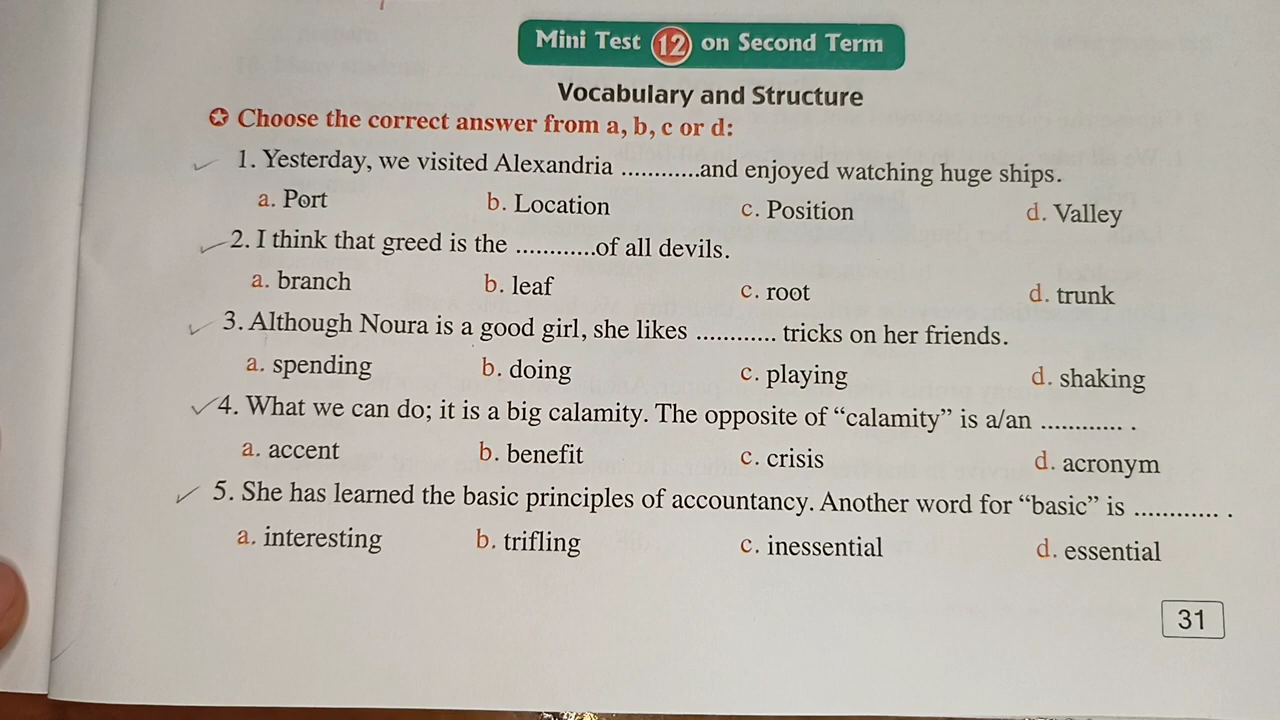 Mini Test 12 on Second Term
Vocabulary and Structure
✪ Choose the correct answer from a, b, c or d:
1. Yesterday, we visited Alexandria ............and enjoyed watching huge ships.
a. Port b. Location c. Position d. Valley
2. I think that greed is the ............of all devils.
a. branch b. leaf c. root d. trunk
3. Although Noura is a good girl, she likes ............ tricks on her friends.
a. spending b. doing c. playing d. shaking
4. What we can do; it is a big calamity. The opposite of “calamity” is a/an ............ .
a. accent b. benefit c. crisis d. acronym
5. She has learned the basic principles of accountancy. Another word for “basic” is ............ .
a. interesting b. trifling c. inessential d. essential
31